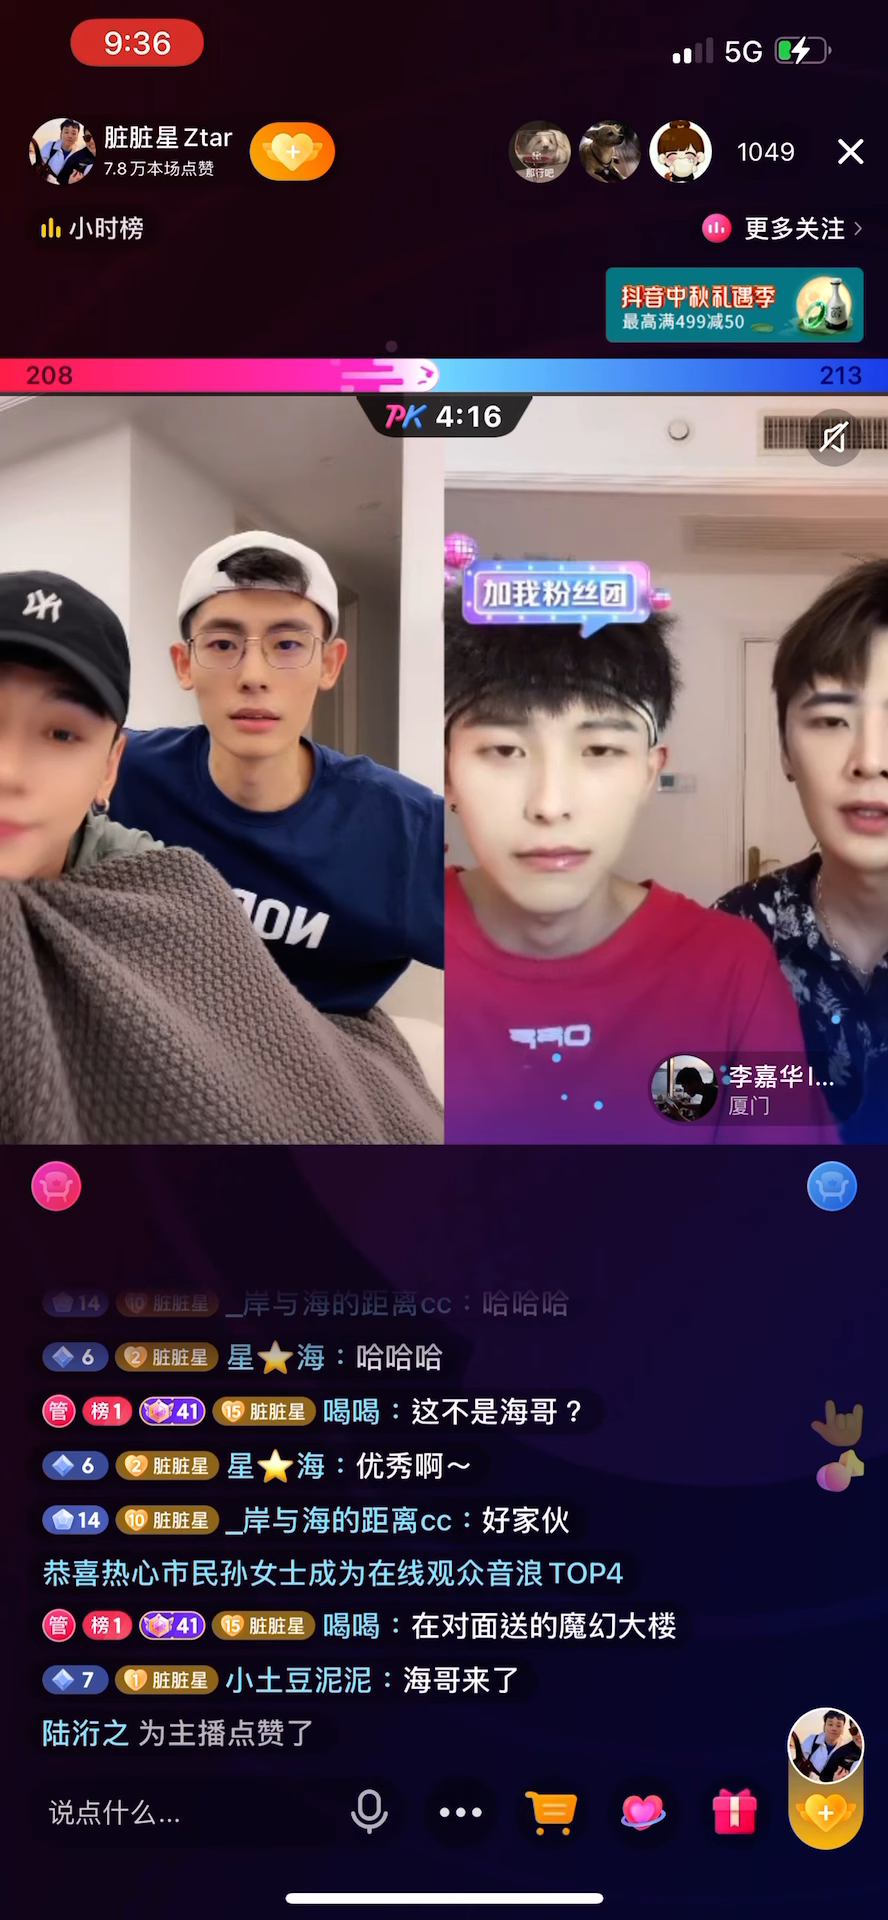 9:36
5G
脏脏星Ztar
7.8万本场点赞
那行吧
1049
小时榜
更多关注
抖音中秋礼遇季
最高满499减50
208
213
PK 4:16
加我粉丝团
李嘉华I...
厦门
14 10 脏脏星 _岸与海的距离cc：哈哈哈
6 2 脏脏星 星⭐海：哈哈哈
管 榜1 41 15 脏脏星 喝喝：这不是海哥？
6 2 脏脏星 星⭐海：优秀啊～
14 10 脏脏星 _岸与海的距离cc：好家伙
恭喜热心市民孙女士成为在线观众音浪TOP4
管 榜1 41 15 脏脏星 喝喝：在对面送的魔幻大楼
7 1 脏脏星 小土豆泥泥：海哥来了
陆洐之 为主播点赞了
说点什么...